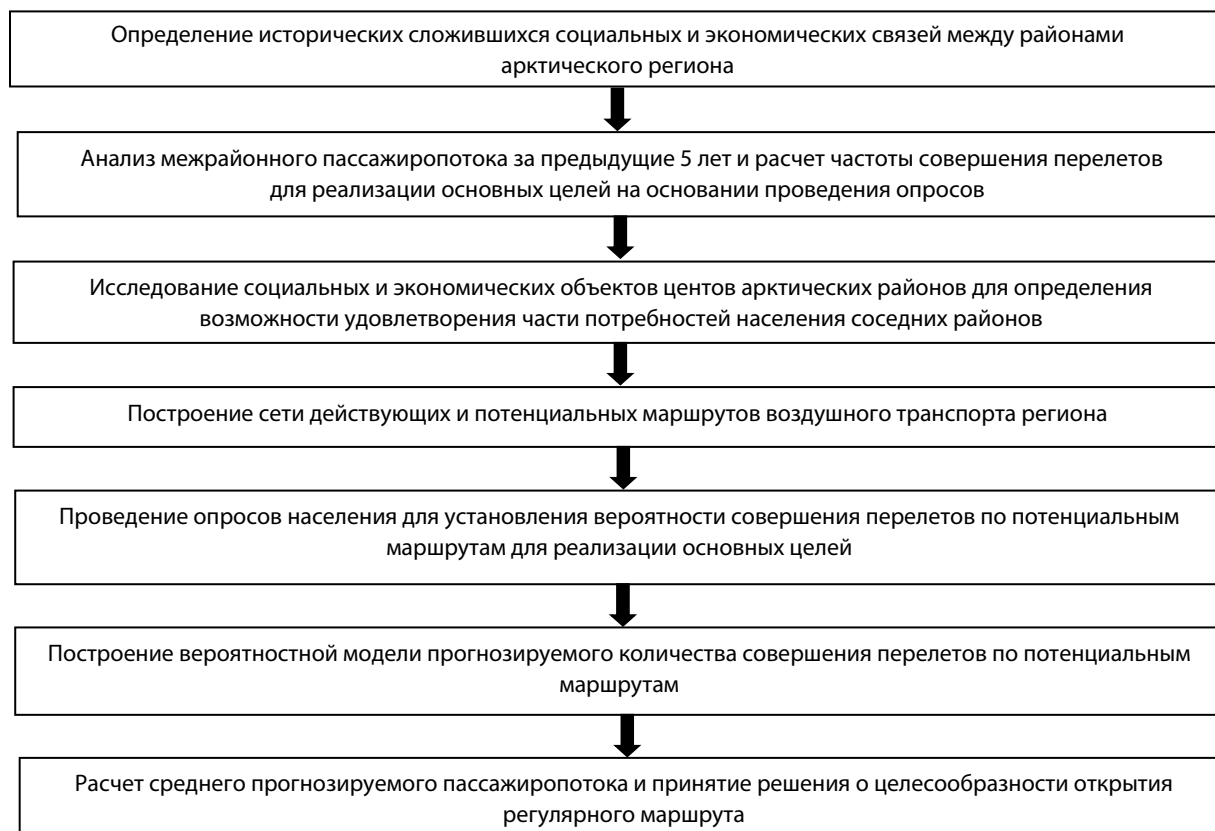 Определение исторических сложившихся социальных и экономических связей между районами
арктического региона
Анализ межрайонного пассажиропотока за предыдущие 5 лет и расчет частоты совершения перелетов
для реализации основных целей на основании проведения опросов
Исследование социальных и экономических объектов центов арктических районов для определения
возможности удовлетворения части потребностей населения соседних районов
Построение сети действующих и потенциальных маршрутов воздушного транспорта региона
Проведение опросов населения для установления вероятности совершения перелетов по потенциальным
маршрутам для реализации основных целей
Построение вероятностной модели прогнозируемого количества совершения перелетов по потенциальным
маршрутам
Расчет среднего прогнозируемого пассажиропотока и принятие решения о целесообразности открытия
регулярного маршрута